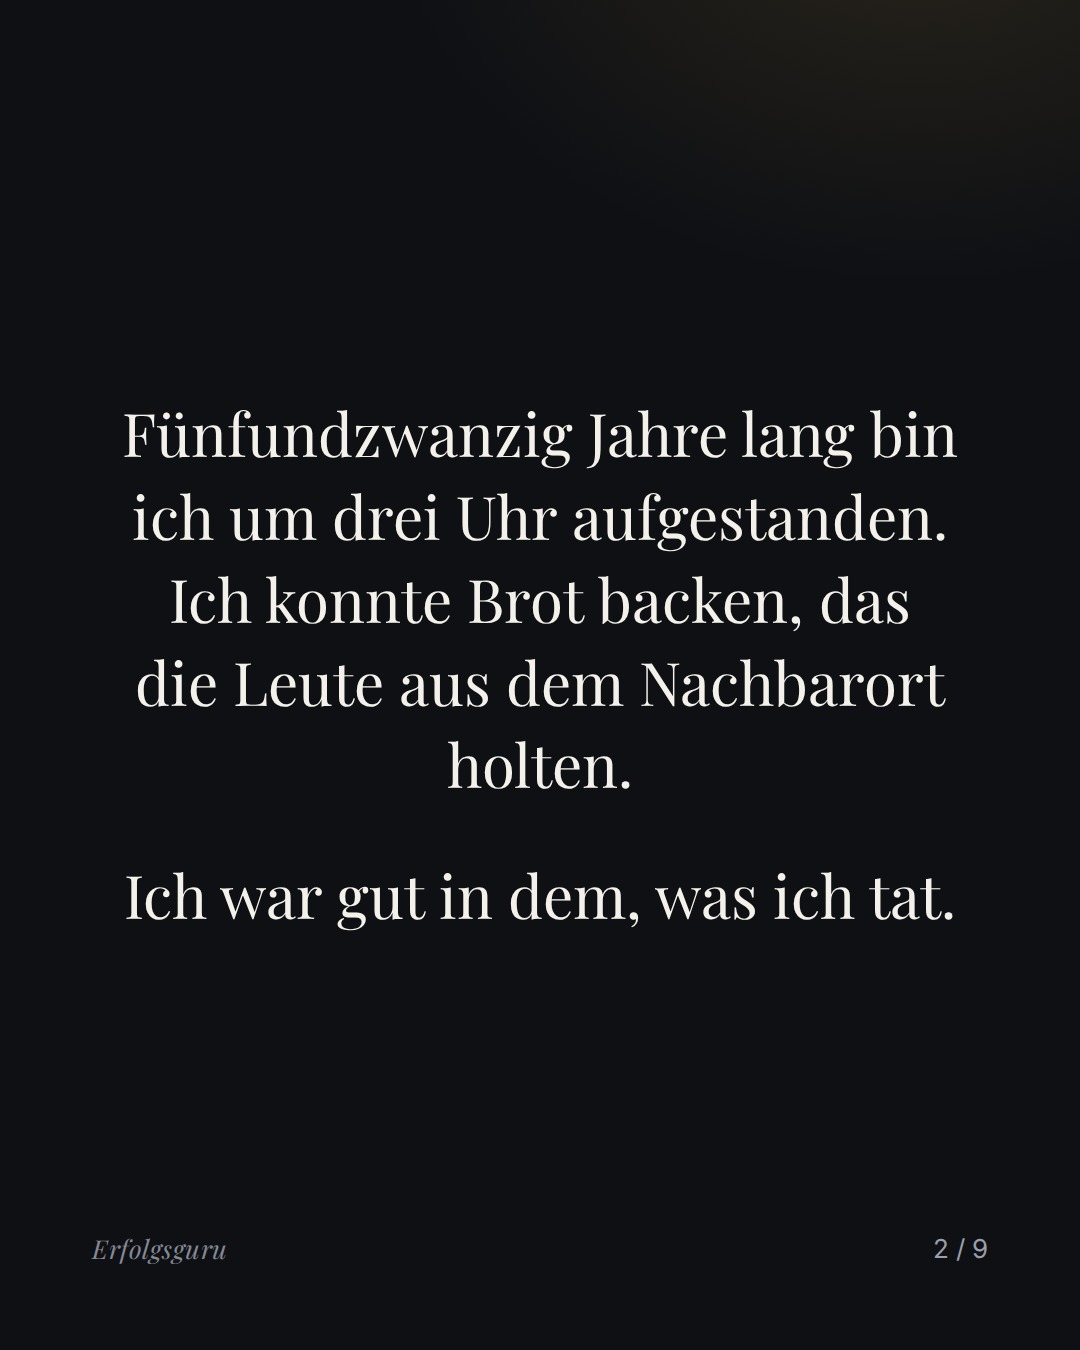 Fünfundzwanzig Jahre lang bin
ich um drei Uhr aufgestanden.
Ich konnte Brot backen, das
die Leute aus dem Nachbarort
holten.
Ich war gut in dem, was ich tat.
Erfolgsguru
2 / 9